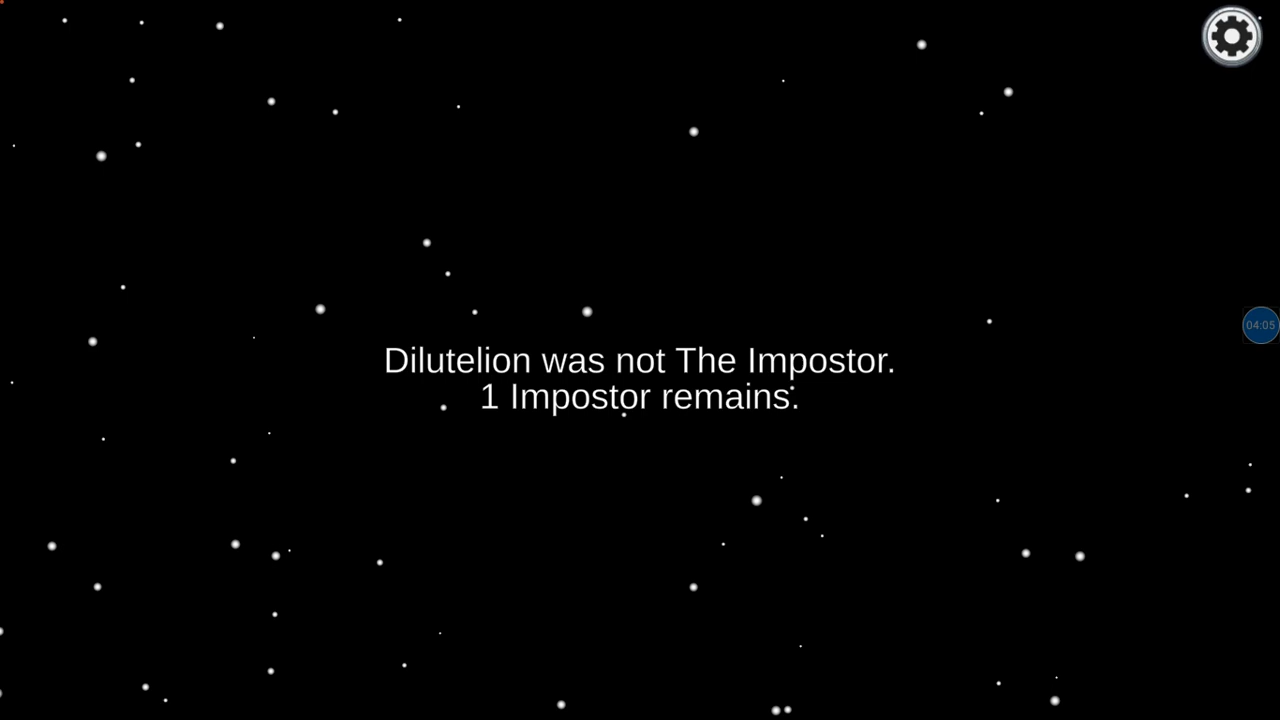 Dilutelion was not The Impostor.
1 Impostor remains.
04:05